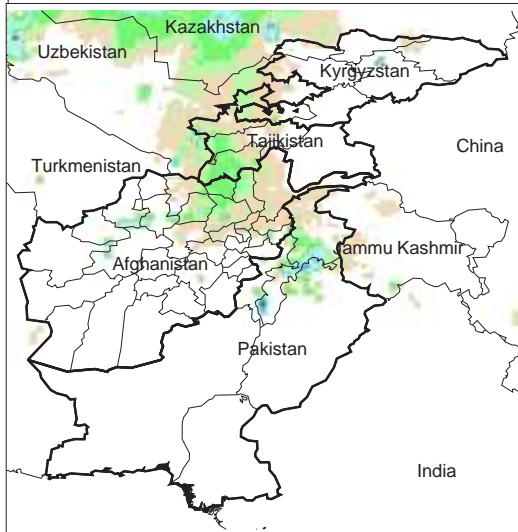 Kazakhstan
Uzbekistan
Kyrgyzstan
Tajikistan
China
Turkmenistan
Jammu Kashmir
Afghanistan
Pakistan
India